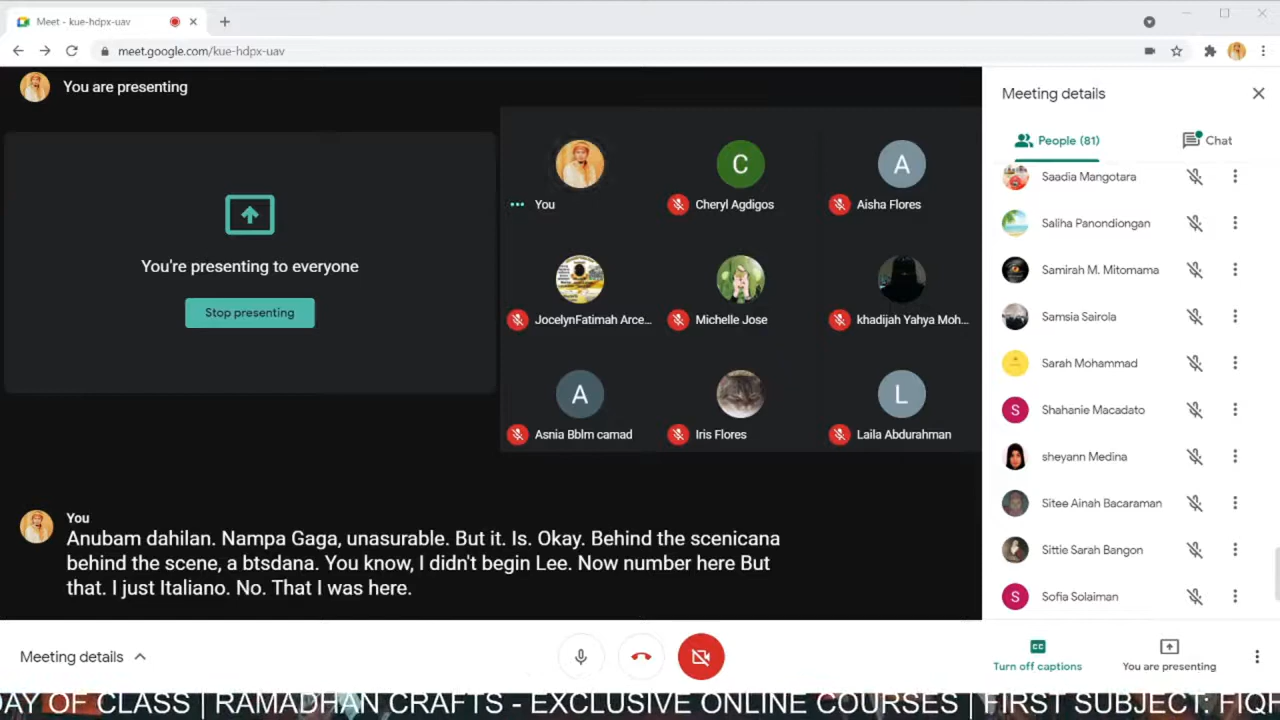 Meet - kue-hdpx-uav
meet.google.com/kue-hdpx-uav
You are presenting
You're presenting to everyone
Stop presenting
You
C
Cheryl Agdigos
A
Aisha Flores
JocelynFatimah Arce...
Michelle Jose
khadijah Yahya Moh...
A
Asnia Bblm camad
Iris Flores
L
Laila Abdurahman
You
Anubam dahilan. Nampa Gaga, unasurable. But it. Is. Okay. Behind the scenicana
behind the scene, a btsdana. You know, I didn't begin Lee. Now number here But
that. I just Italiano. No. That I was here.
Meeting details
People (81)
Chat
Saadia Mangotara
Saliha Panondiongan
Samirah M. Mitomama
Samsia Sairola
Sarah Mohammad
S
Shahanie Macadato
sheyann Medina
Sitee Ainah Bacaraman
Sittie Sarah Bangon
S
Sofia Solaiman
Meeting details
CC
Turn off captions
You are presenting
DAY OF CLASS | RAMADHAN CRAFTS - EXCLUSIVE ONLINE COURSES | FIRST SUBJECT: FIQH